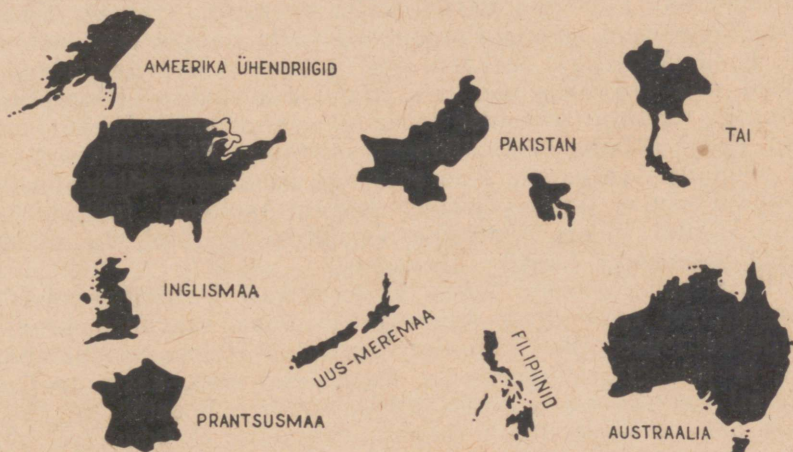 AMEERIKA ÜHENDRIIGID
PAKISTAN
TAI
INGLISMAA
UUS-MEREMAA
FILIPIINID
PRANTSUSMAA
AUSTRAALIA